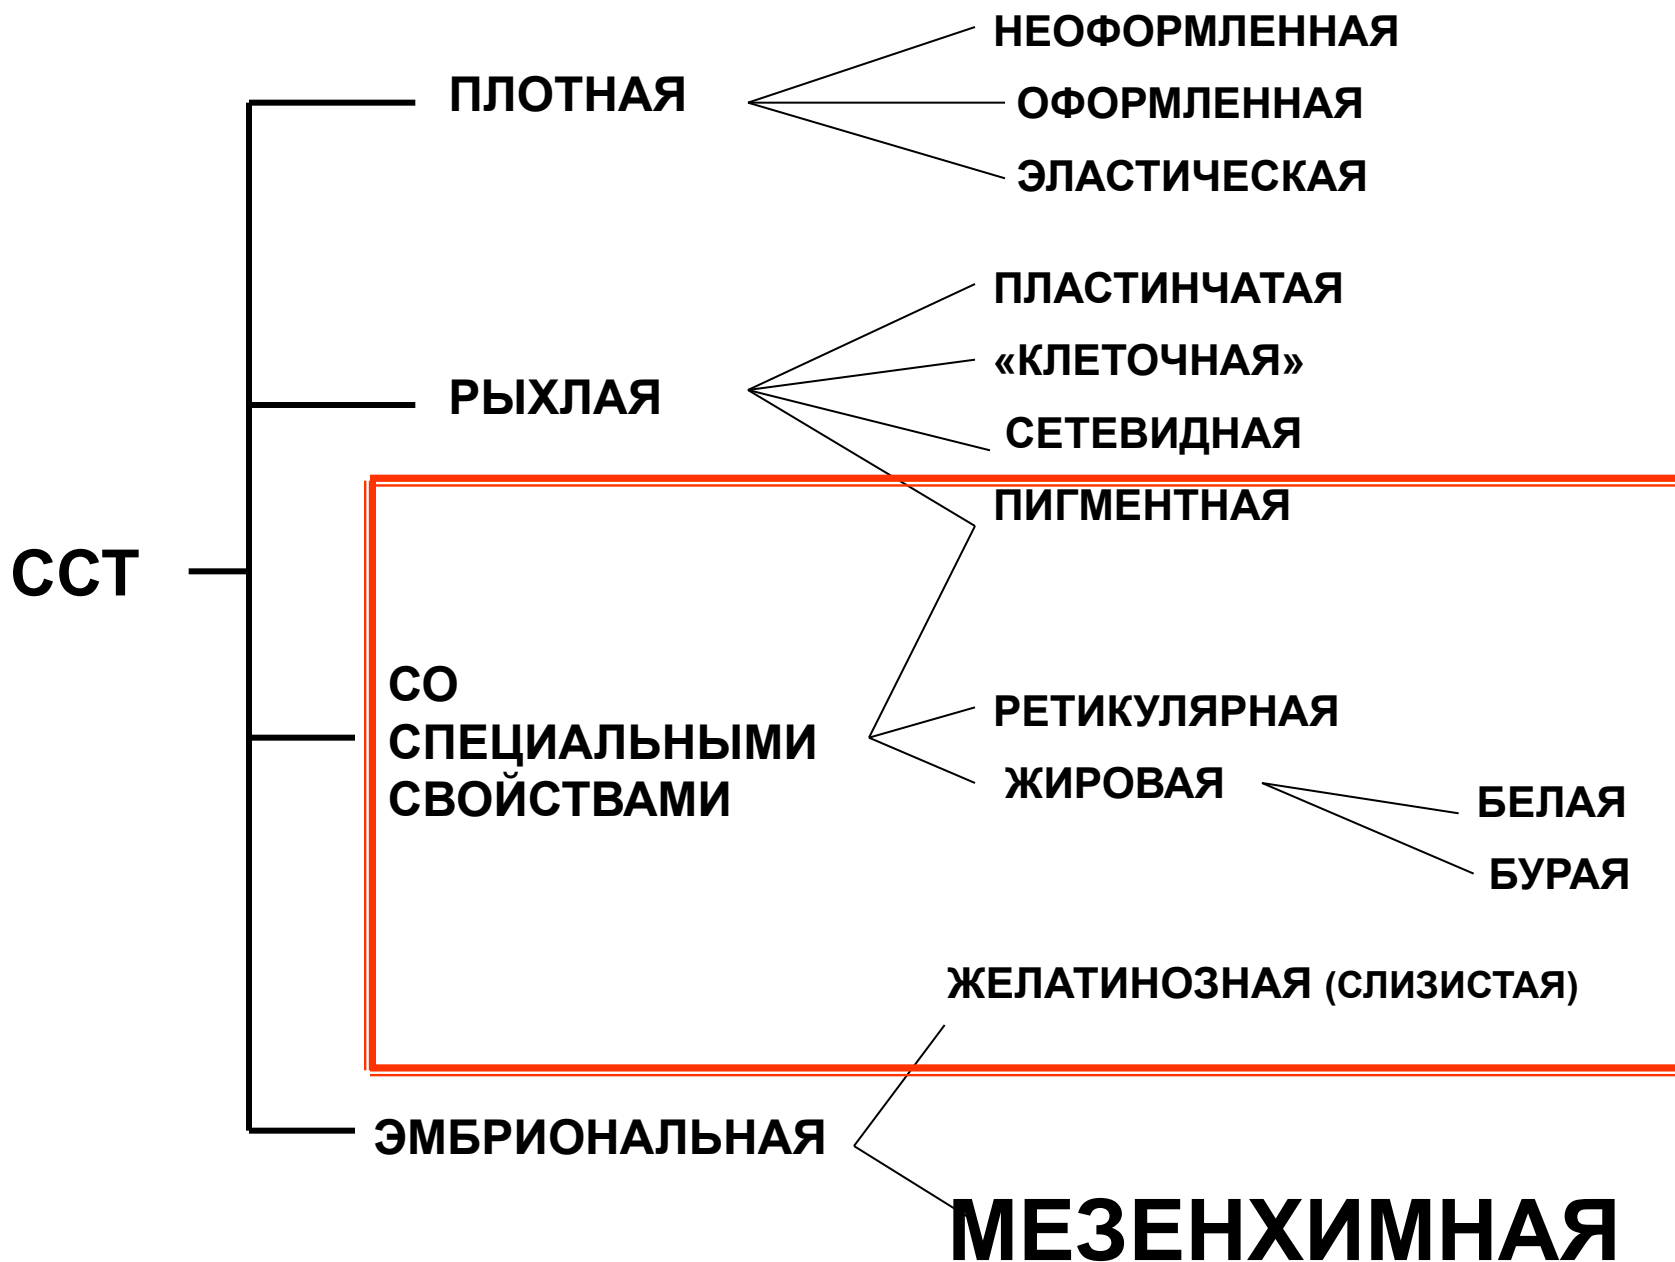 НЕОФОРМЛЕННАЯ
ПЛОТНАЯ
ОФОРМЛЕННАЯ
ЭЛАСТИЧЕСКАЯ
ПЛАСТИНЧАТАЯ
«КЛЕТОЧНАЯ»
РЫХЛАЯ
СЕТЕВИДНАЯ
ПИГМЕНТНАЯ
ССТ
СО
СПЕЦИАЛЬНЫМИ
СВОЙСТВАМИ
РЕТИКУЛЯРНАЯ
ЖИРОВАЯ
БЕЛАЯ
БУРАЯ
ЖЕЛАТИНОЗНАЯ (СЛИЗИСТАЯ)
ЭМБРИОНАЛЬНАЯ
МЕЗЕНХИМНАЯ